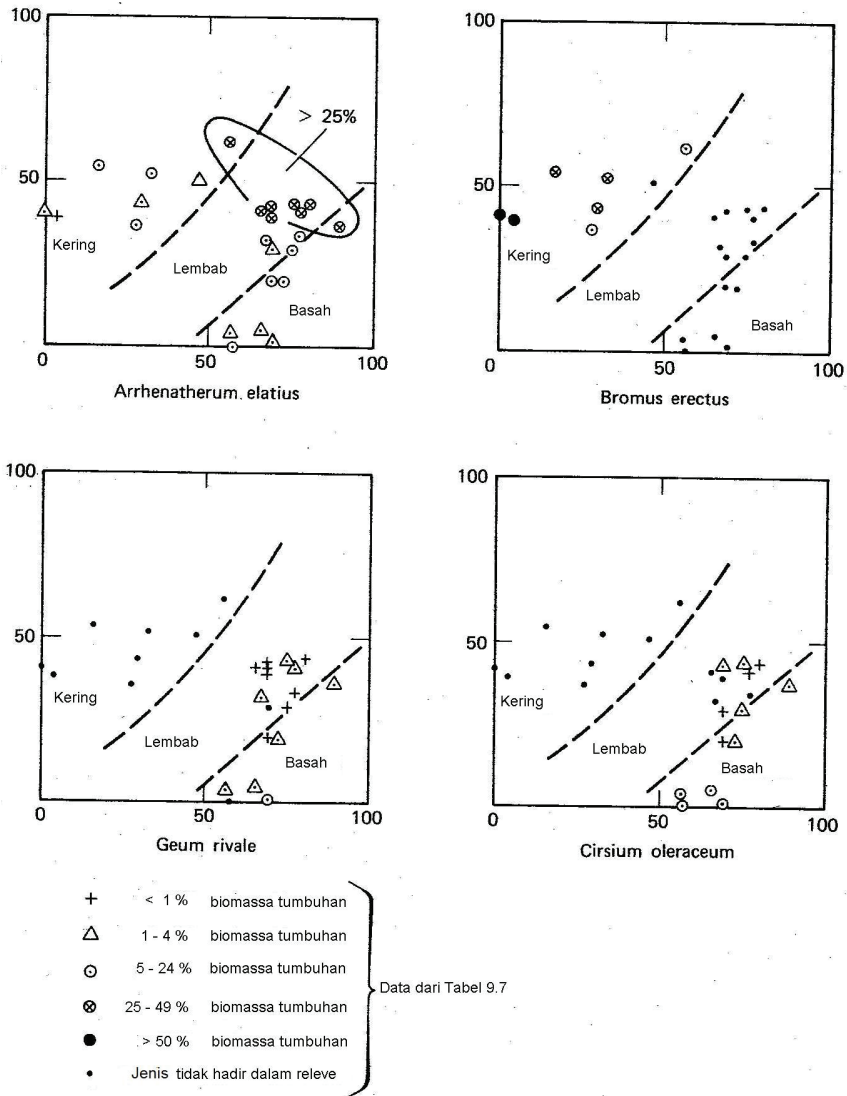 100
50
0
> 25%
Kering
Lembab
Basah
50
100
Arrhenatherum elatius
100
50
0
Kering
Lembab
Basah
50
100
Bromus erectus
100
50
0
Kering
Lembab
Basah
50
100
Geum rivale
100
50
0
Kering
Lembab
Basah
50
100
Cirsium oleraceum
+ < 1 % biomassa tumbuhan
1 - 4 % biomassa tumbuhan
5 - 24 % biomassa tumbuhan
25 - 49 % biomassa tumbuhan
> 50 % biomassa tumbuhan
Jenis tidak hadir dalam releve
Data dari Tabel 9.7